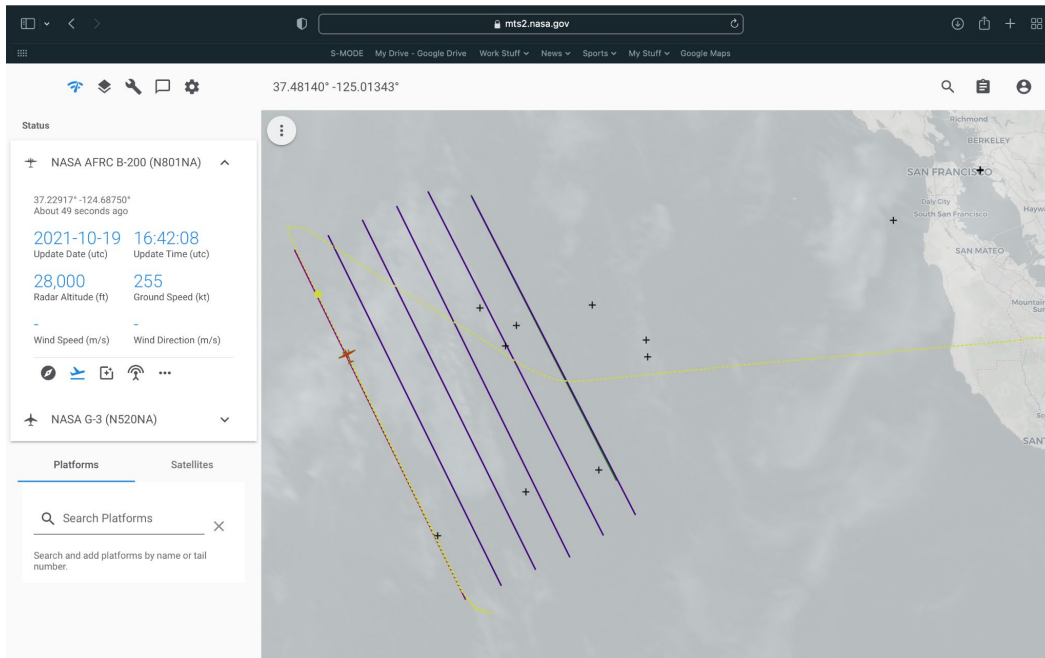 mts2.nasa.gov
S-MODE My Drive - Google Drive Work Stuff News Sports My Stuff Google Maps
37.48140° -125.01343°
Status
NASA AFRC B-200 (N801NA)
37.22917° -124.68750°
About 49 seconds ago
2021-10-19 16:42:08
Update Date (utc) Update Time (utc)
28,000 255
Radar Altitude (ft) Ground Speed (kt)
- -
Wind Speed (m/s) Wind Direction (m/s)
NASA G-3 (N520NA)
Platforms Satellites
Search Platforms
Search and add platforms by name or tail
number.
Richmond
BERKELEY
SAN FRANCISCO
Daly City
South San Francisco
Hayw
SAN MATEO
Mountain
Sun
SAN